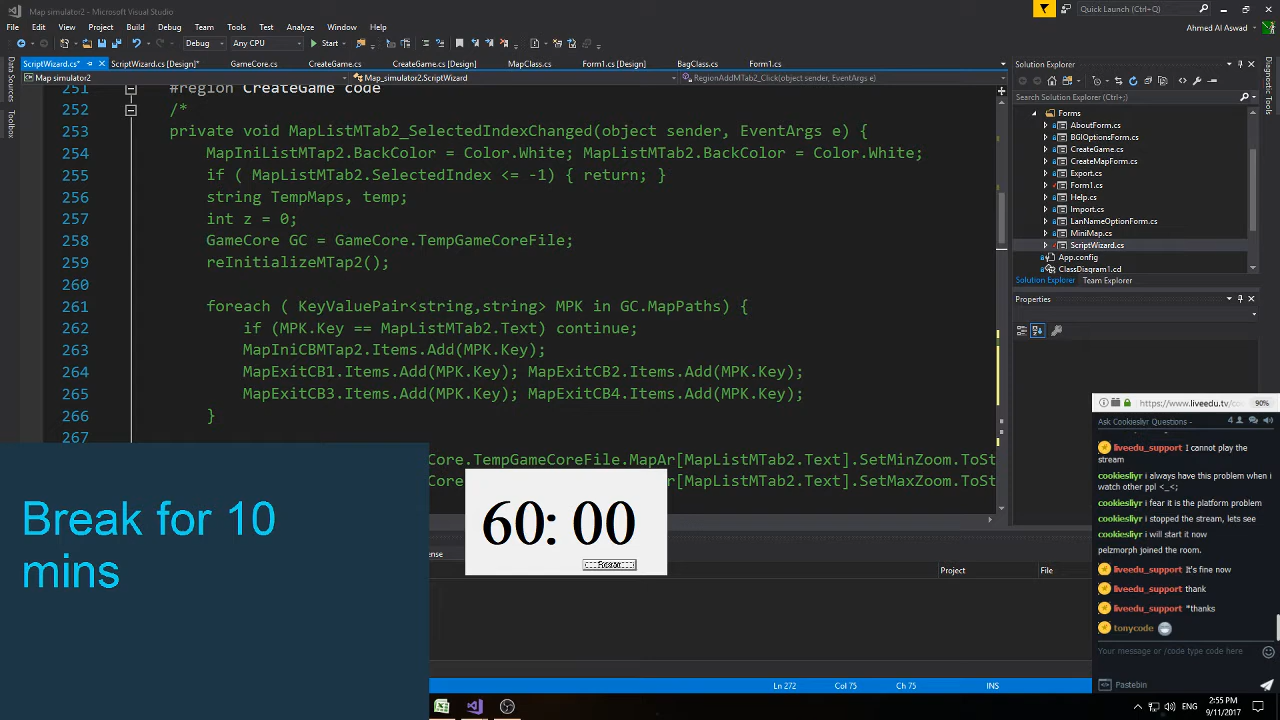 Map simulator2 - Microsoft Visual Studio
Quick Launch (Ctrl+Q)
File Edit View Project Build Debug Team Tools Test Analyze Window Help
Ahmed Al Aswad
Debug Any CPU Start
ScriptWizard.cs* ScriptWizard.cs [Design]* GameCore.cs CreateGame.cs CreateGame.cs [Design] MapClass.cs Form1.cs [Design] BagClass.cs Form1.cs
Map simulator2 Map_simulator2.ScriptWizard RegionAddMTab2_Click(object sender, EventArgs e)
Data Sources
Toolbox
251 #region CreateGame code
252 /*
253 private void MapListMTab2_SelectedIndexChanged(object sender, EventArgs e) {
254 MapIniListMTap2.BackColor = Color.White; MapListMTab2.BackColor = Color.White;
255 if ( MapListMTab2.SelectedIndex <= -1) { return; }
256 string TempMaps, temp;
257 int z = 0;
258 GameCore GC = GameCore.TempGameCoreFile;
259 reInitializeMTap2();
260
261 foreach ( KeyValuePair<string,string> MPK in GC.MapPaths) {
262 if (MPK.Key == MapListMTab2.Text) continue;
263 MapIniCBMTap2.Items.Add(MPK.Key);
264 MapExitCB1.Items.Add(MPK.Key); MapExitCB2.Items.Add(MPK.Key);
265 MapExitCB3.Items.Add(MPK.Key); MapExitCB4.Items.Add(MPK.Key);
266 }
267
Core.TempGameCoreFile.MapAr[MapListMTab2.Text].SetMinZoom.ToSt
Core.TempGameCoreFile.MapAr[MapListMTab2.Text].SetMaxZoom.ToSt
Break for 10
mins
60: 00
Project File
Ln 272 Col 75 Ch 75 INS
Solution Explorer
Search Solution Explorer (Ctrl+;)
Forms
AboutForm.cs
BGIOptionsForm.cs
CreateGame.cs
CreateMapForm.cs
Export.cs
Form1.cs
Help.cs
Import.cs
LanNameOptionForm.cs
MiniMap.cs
ScriptWizard.cs
App.config
ClassDiagram1.cd
Solution Explorer Team Explorer
Properties
Diagnostic Tools
https://www.liveedu.tv/co 90%
Ask Cookiesliyr Questions - 4
liveedu_support I cannot play the
stream
cookiesliyr i always have this problem when i
watch other ppl <_<;
cookiesliyr i fear it is the platform problem
cookiesliyr i stopped the stream, lets see
cookiesliyr i will start it now
pelzmorph joined the room.
liveedu_support It's fine now
liveedu_support thank
liveedu_support *thanks
tonycode
Your message or /code type code here
Pastebin
ENG
2:55 PM
9/11/2017